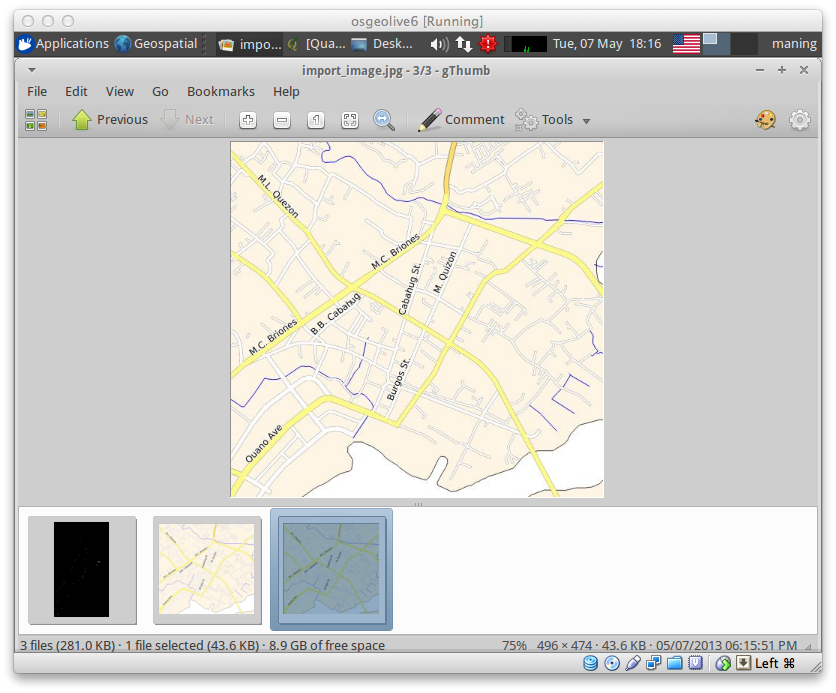 osgeolive6 [Running]
Applications Geospatial impo... [Qua... Desk... Tue, 07 May 18:16 maning
import_image.jpg - 3/3 - gThumb
File Edit View Go Bookmarks Help
Previous Next 1 Comment Tools
M.L. Quezon
M.C. Briones
Cabahug St.
M. Quizon
B.B. Cabahug
M.C. Briones
Burgos St.
Ouano Ave
3 files (281.0 KB) · 1 file selected (43.6 KB) · 8.9 GB of free space 75% 496 × 474 · 43.6 KB · 05/07/2013 06:15:51 PM
Left ⌘